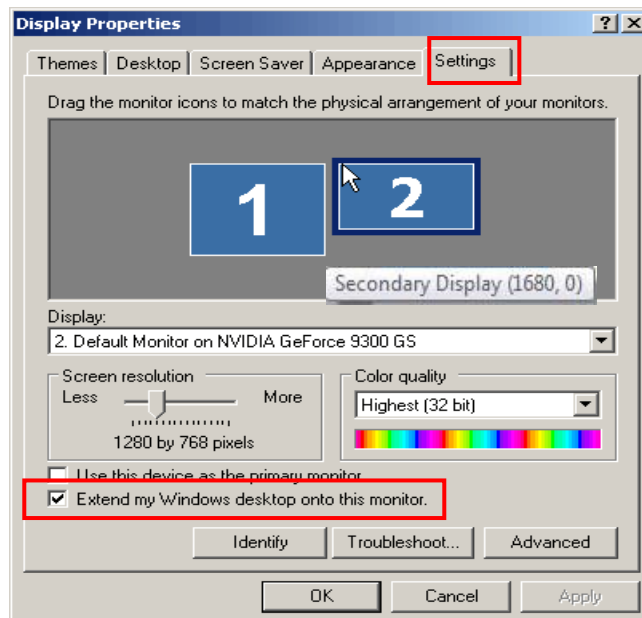 Display Properties
Themes Desktop Screen Saver Appearance Settings
Drag the monitor icons to match the physical arrangement of your monitors.
1 2
Secondary Display (1680, 0)
Display:
2. Default Monitor on NVIDIA GeForce 9300 GS
Screen resolution
Less More
1280 by 768 pixels
Color quality
Highest (32 bit)
Use this device as the primary monitor.
Extend my Windows desktop onto this monitor.
Identify Troubleshoot... Advanced
OK Cancel Apply